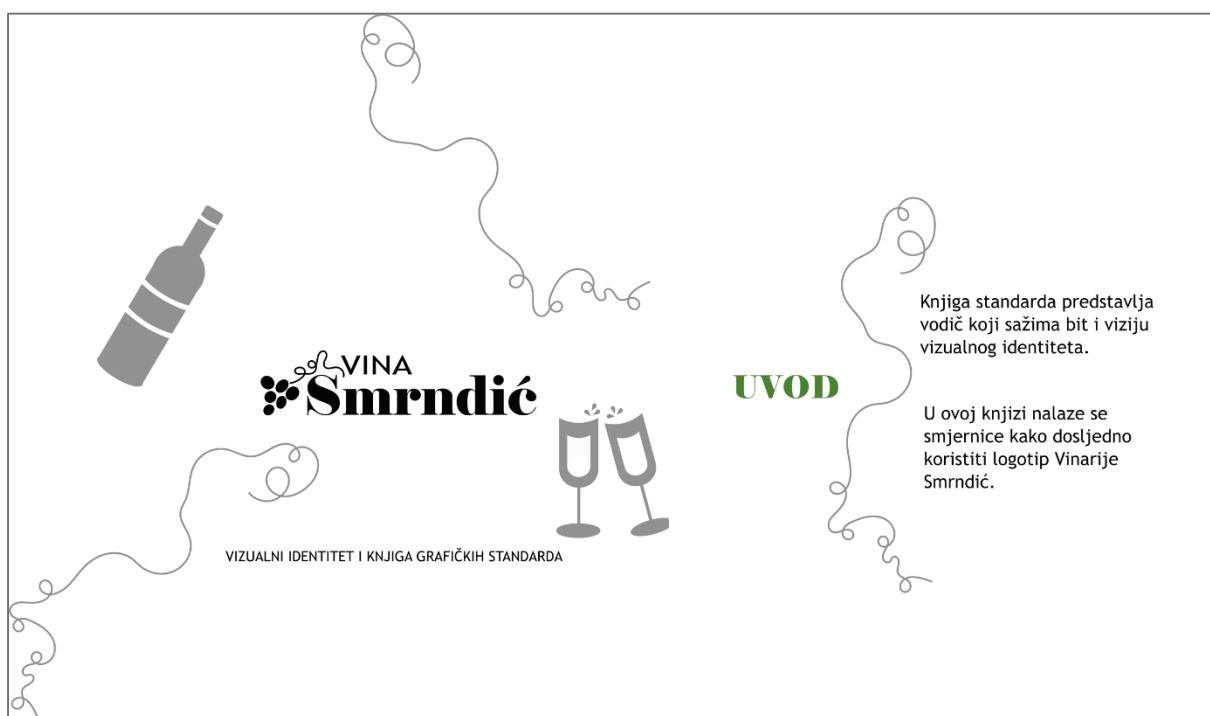 VINA
Smrndić
VIZUALNI IDENTITET I KNJIGA GRAFIČKIH STANDARDA
UVOD
Knjiga standarda predstavlja
vodič koji sažima bit i viziju
vizualnog identiteta.
U ovoj knjizi nalaze se
smjernice kako dosljedno
koristiti logotip Vinarije
Smrndić.